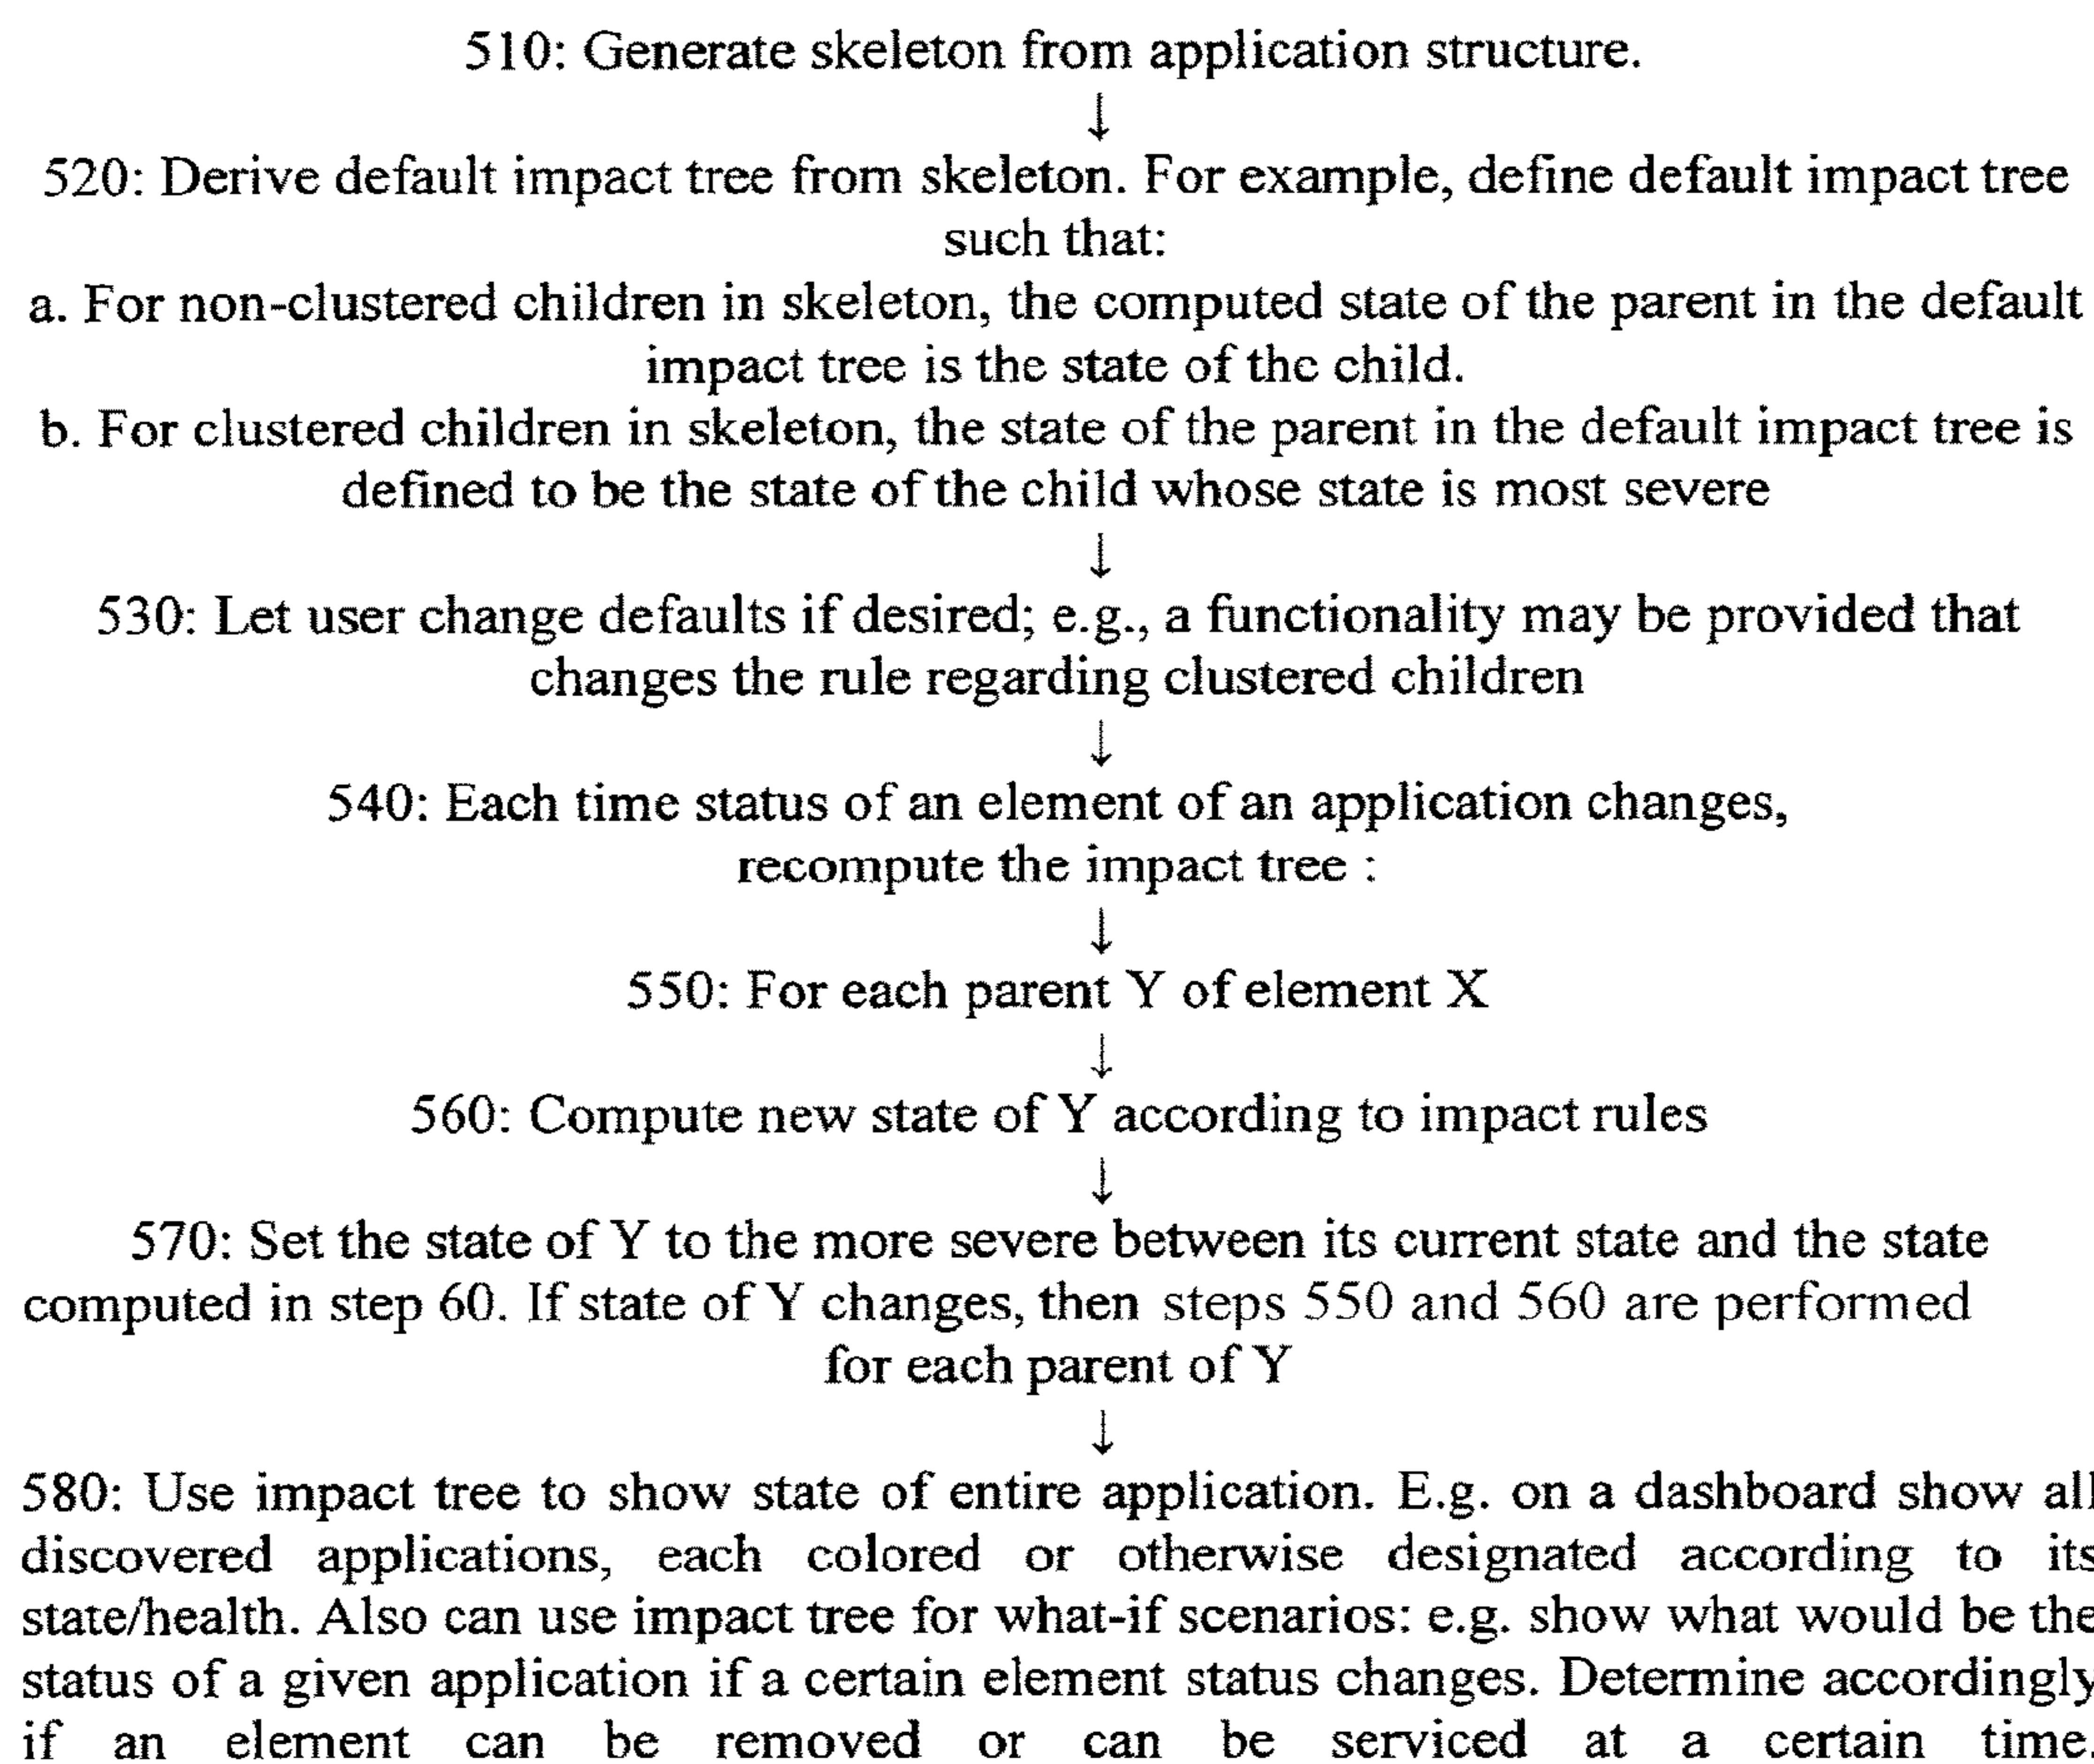 510: Generate skeleton from application structure.
↓
520: Derive default impact tree from skeleton. For example, define default impact tree
such that:
a. For non-clustered children in skeleton, the computed state of the parent in the default
impact tree is the state of the child.
b. For clustered children in skeleton, the state of the parent in the default impact tree is
defined to be the state of the child whose state is most severe
↓
530: Let user change defaults if desired; e.g., a functionality may be provided that
changes the rule regarding clustered children
↓
540: Each time status of an element of an application changes,
recompute the impact tree :
↓
550: For each parent Y of element X
↓
560: Compute new state of Y according to impact rules
↓
570: Set the state of Y to the more severe between its current state and the state
computed in step 60. If state of Y changes, then steps 550 and 560 are performed
for each parent of Y
↓
580: Use impact tree to show state of entire application. E.g. on a dashboard show all
discovered applications, each colored or otherwise designated according to its
state/health. Also can use impact tree for what-if scenarios: e.g. show what would be the
status of a given application if a certain element status changes. Determine accordingly
if an element can be removed or can be serviced at a certain time.